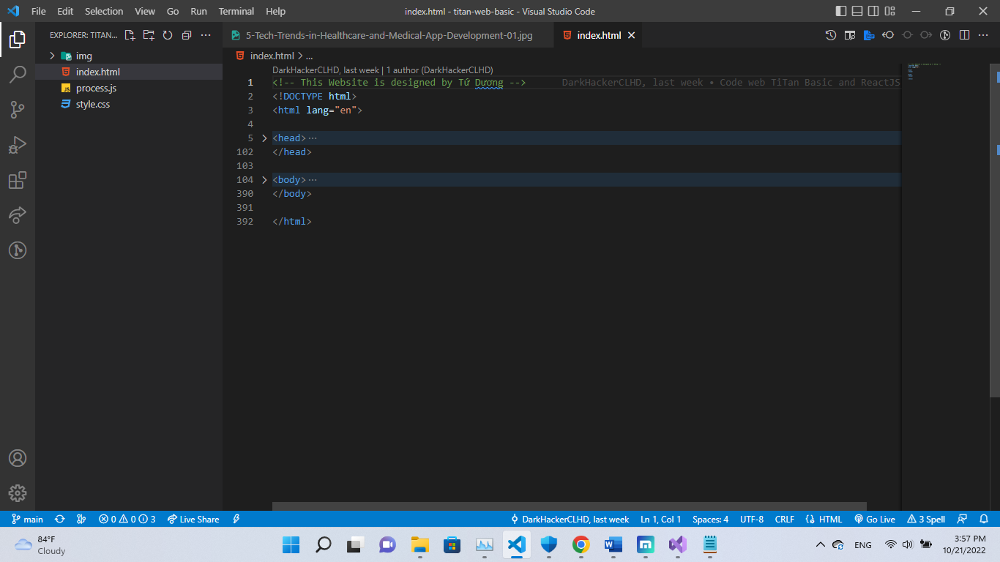 File Edit Selection View Go Run Terminal Help
index.html - titan-web-basic - Visual Studio Code
EXPLORER: TITAN...
img
index.html
process.js
style.css
5-Tech-Trends-in-Healthcare-and-Medical-App-Development-01.jpg
index.html
index.html > ...
DarkHackerCLHD, last week | 1 author (DarkHackerCLHD)
1 <!-- This Website is designed by Tứ Dương --> DarkHackerCLHD, last week • Code web TiTan Basic and ReactJS
2 <!DOCTYPE html>
3 <html lang="en">
4
5 <head>...
102 </head>
103
104 <body>...
390 </body>
391
392 </html>
main 0 0 3 Live Share DarkHackerCLHD, last week Ln 1, Col 1 Spaces: 4 UTF-8 CRLF HTML Go Live 3 Spell
84°F
Cloudy
ENG
3:57 PM
10/21/2022